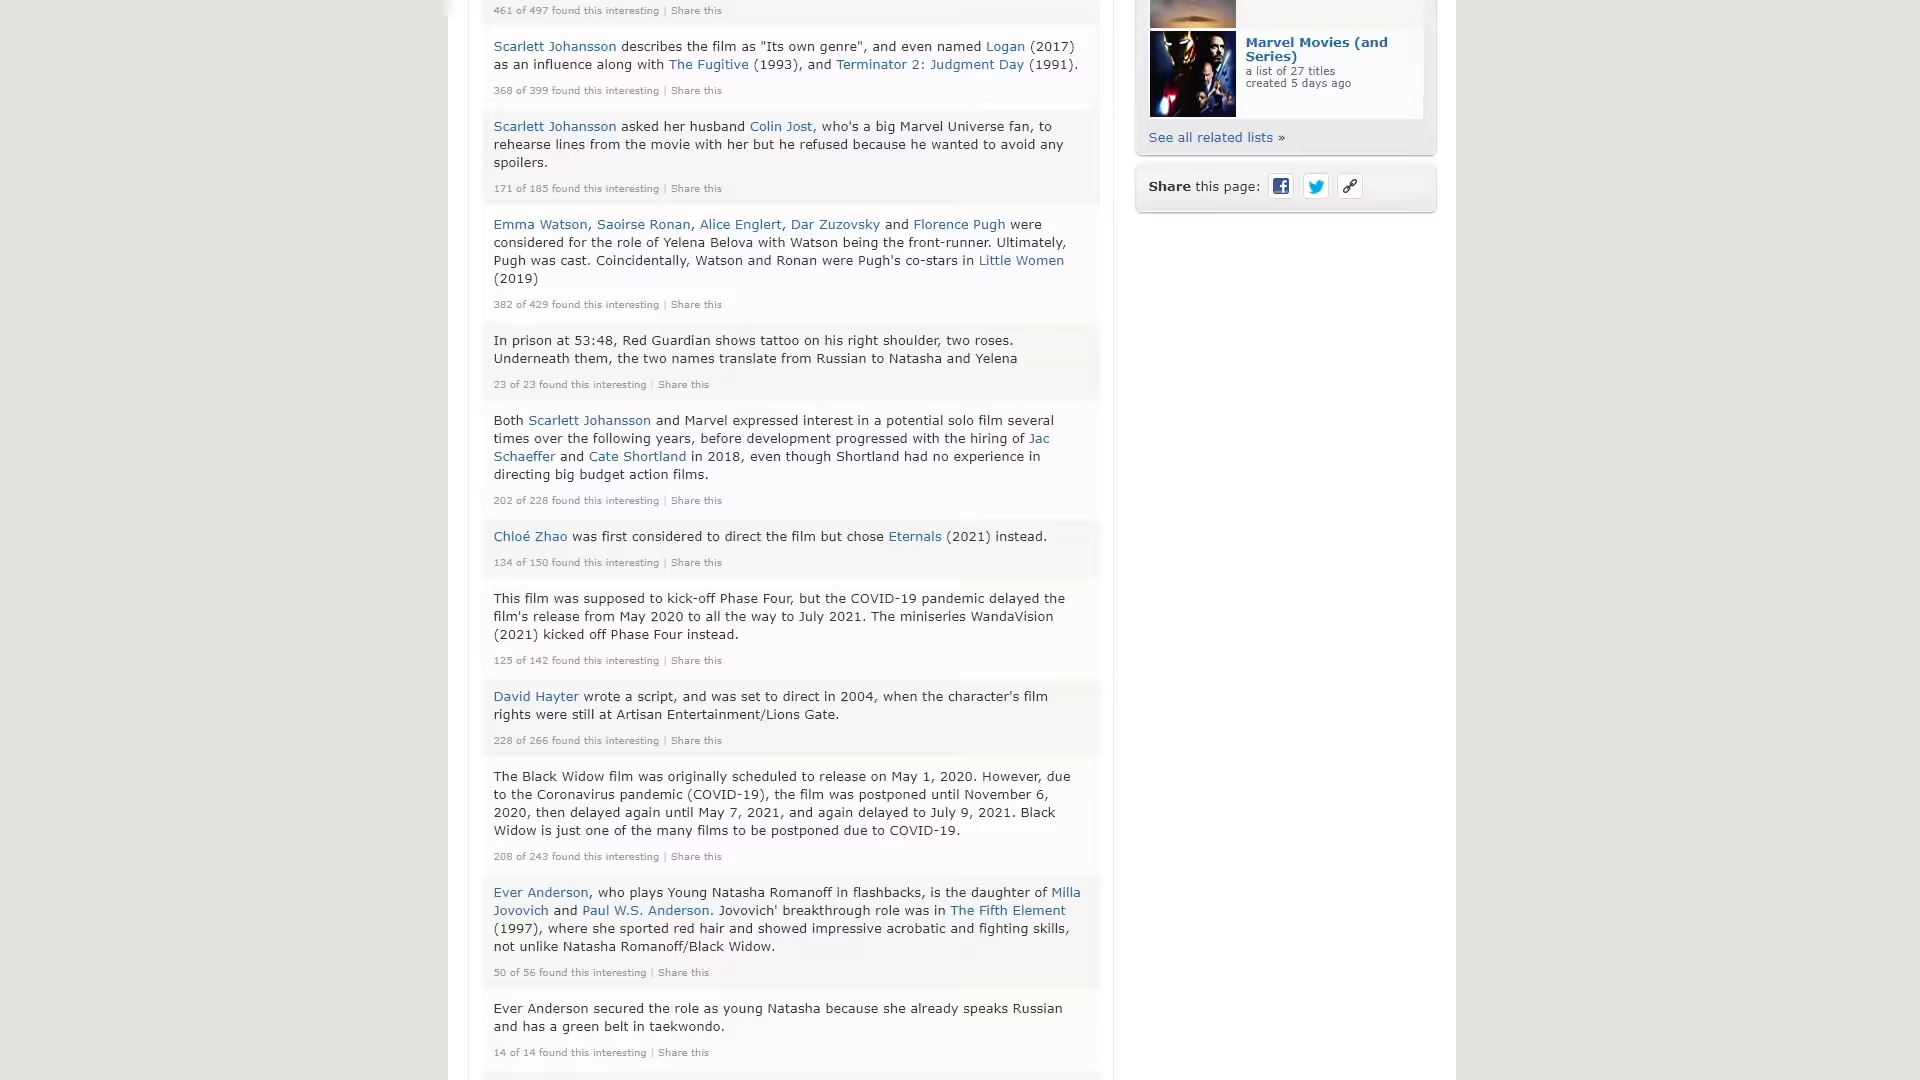 461 of 497 found this interesting | Share this
Scarlett Johansson describes the film as "Its own genre", and even named Logan (2017)
as an influence along with The Fugitive (1993), and Terminator 2: Judgment Day (1991).
368 of 399 found this interesting | Share this
Scarlett Johansson asked her husband Colin Jost, who's a big Marvel Universe fan, to
rehearse lines from the movie with her but he refused because he wanted to avoid any
spoilers.
171 of 185 found this interesting | Share this
Emma Watson, Saoirse Ronan, Alice Englert, Dar Zuzovsky and Florence Pugh were
considered for the role of Yelena Belova with Watson being the front-runner. Ultimately,
Pugh was cast. Coincidentally, Watson and Ronan were Pugh's co-stars in Little Women
(2019)
382 of 429 found this interesting | Share this
In prison at 53:48, Red Guardian shows tattoo on his right shoulder, two roses.
Underneath them, the two names translate from Russian to Natasha and Yelena
23 of 23 found this interesting | Share this
Both Scarlett Johansson and Marvel expressed interest in a potential solo film several
times over the following years, before development progressed with the hiring of Jac
Schaeffer and Cate Shortland in 2018, even though Shortland had no experience in
directing big budget action films.
202 of 228 found this interesting | Share this
Chloé Zhao was first considered to direct the film but chose Eternals (2021) instead.
134 of 150 found this interesting | Share this
This film was supposed to kick-off Phase Four, but the COVID-19 pandemic delayed the
film's release from May 2020 to all the way to July 2021. The miniseries WandaVision
(2021) kicked off Phase Four instead.
125 of 142 found this interesting | Share this
David Hayter wrote a script, and was set to direct in 2004, when the character's film
rights were still at Artisan Entertainment/Lions Gate.
228 of 266 found this interesting | Share this
The Black Widow film was originally scheduled to release on May 1, 2020. However, due
to the Coronavirus pandemic (COVID-19), the film was postponed until November 6,
2020, then delayed again until May 7, 2021, and again delayed to July 9, 2021. Black
Widow is just one of the many films to be postponed due to COVID-19.
208 of 243 found this interesting | Share this
Ever Anderson, who plays Young Natasha Romanoff in flashbacks, is the daughter of Milla
Jovovich and Paul W.S. Anderson. Jovovich' breakthrough role was in The Fifth Element
(1997), where she sported red hair and showed impressive acrobatic and fighting skills,
not unlike Natasha Romanoff/Black Widow.
50 of 56 found this interesting | Share this
Ever Anderson secured the role as young Natasha because she already speaks Russian
and has a green belt in taekwondo.
14 of 14 found this interesting | Share this
Marvel Movies (and
Series)
a list of 27 titles
created 5 days ago
See all related lists »
Share this page: